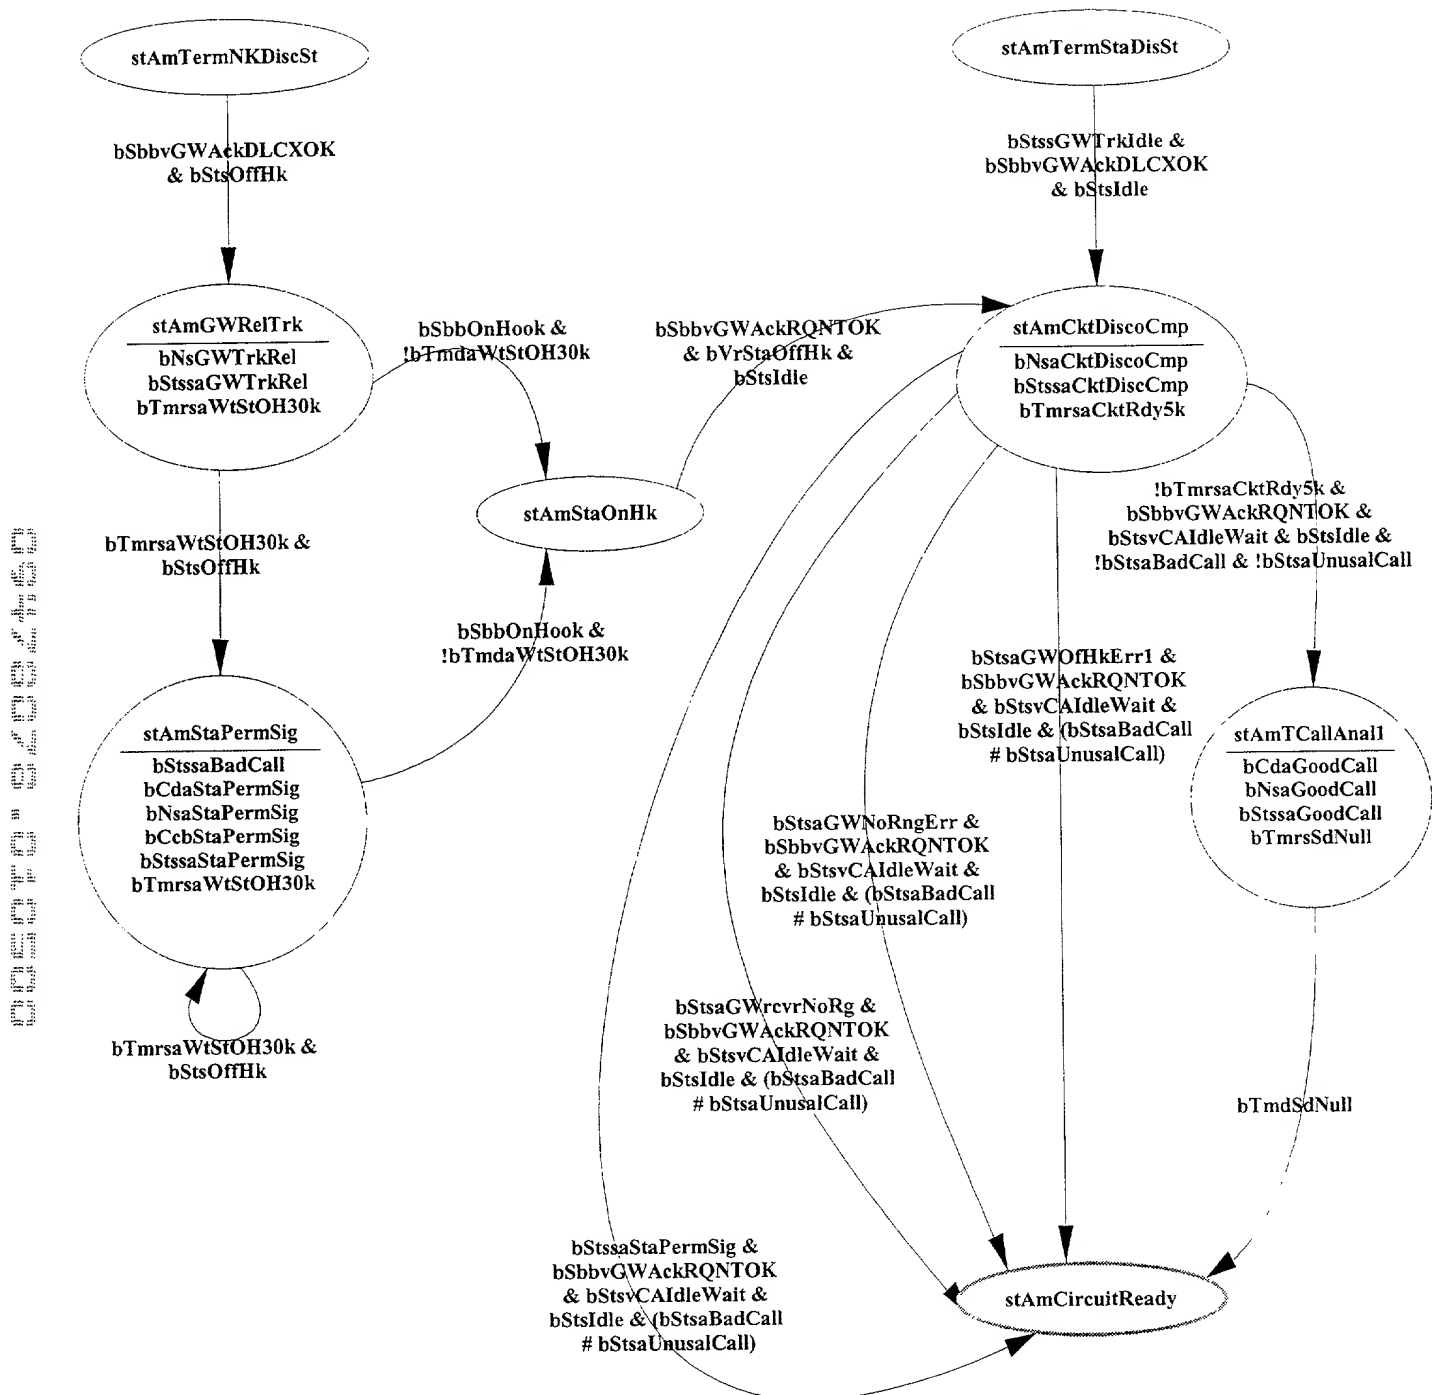 stAmTermNKDiscSt
stAmTermStaDisSt
bSbbvGWAckDLCXOK
& bStsOffHk
bStssGWTrkIdle &
bSbbvGWAckDLCXOK
& bStsIdle
stAmGWRelTrk
bNsGWTrkRel
bStssaGWTrkRel
bTmrsaWtStOH30k
bSbbOnHook &
!bTmdaWtStOH30k
bSbbvGWAckRQNTOK
& bVrStaOffHk &
bStsIdle
stAmCktDiscoCmp
bNsaCktDiscoCmp
bStssaCktDiscCmp
bTmrsaCktRdy5k
stAmStaOnHk
!bTmrsaCktRdy5k &
bSbbvGWAckRQNTOK &
bStsvCAIdleWait & bStsIdle &
!bStsaBadCall & !bStsaUnusalCall
bTmrsaWtStOH30k &
bStsOffHk
bSbbOnHook &
!bTmdaWtStOH30k
bStsaGWOfHkErr1 &
bSbbvGWAckRQNTOK
& bStsvCAIdleWait &
bStsIdle & (bStsaBadCall
# bStsaUnusalCall)
stAmStaPermSig
bStssaBadCall
bCdaStaPermSig
bNsaStaPermSig
bCcbStaPermSig
bStssaStaPermSig
bTmrsaWtStOH30k
stAmTCallAnal1
bCdaGoodCall
bNsaGoodCall
bStssaGoodCall
bTmrsSdNull
bStsaGWNoRngErr &
bSbbvGWAckRQNTOK
& bStsvCAIdleWait &
bStsIdle & (bStsaBadCall
# bStsaUnusalCall)
bTmrsaWtStOH30k &
bStsOffHk
bStsaGWrcvrNoRg &
bSbbvGWAckRQNTOK
& bStsvCAIdleWait &
bStsIdle & (bStsaBadCall
# bStsaUnusalCall)
bTmdSdNull
bStssaStaPermSig &
bSbbvGWAckRQNTOK
& bStsvCAIdleWait &
bStsIdle & (bStsaBadCall
# bStsaUnusalCall)
stAmCircuitReady